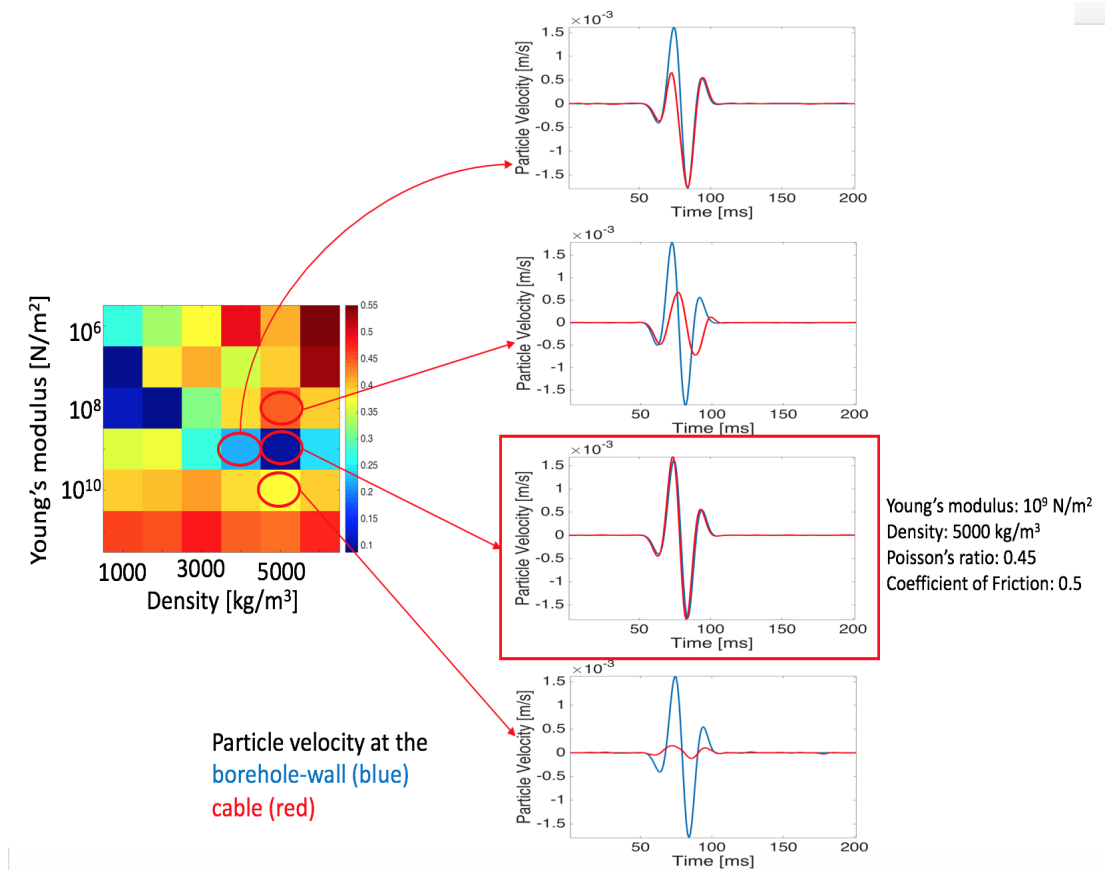 ×10⁻³
1.5
1
0.5
0
-0.5
-1
-1.5
Particle Velocity [m/s]
50 100 150 200
Time [ms]
×10⁻³
1.5
1
0.5
0
-0.5
-1
-1.5
Particle Velocity [m/s]
50 100 150 200
Time [ms]
Young's modulus [N/m²]
10⁶
10⁸
10¹⁰
1000 3000 5000
Density [kg/m³]
0.55
0.5
0.45
0.4
0.35
0.3
0.25
0.2
0.15
0.1
×10⁻³
1.5
1
0.5
0
-0.5
-1
-1.5
Particle Velocity [m/s]
50 100 150 200
Time [ms]
Young's modulus: 10⁹ N/m²
Density: 5000 kg/m³
Poisson's ratio: 0.45
Coefficient of Friction: 0.5
×10⁻³
1.5
1
0.5
0
-0.5
-1
-1.5
Particle Velocity [m/s]
50 100 150 200
Time [ms]
Particle velocity at the
borehole-wall (blue)
cable (red)